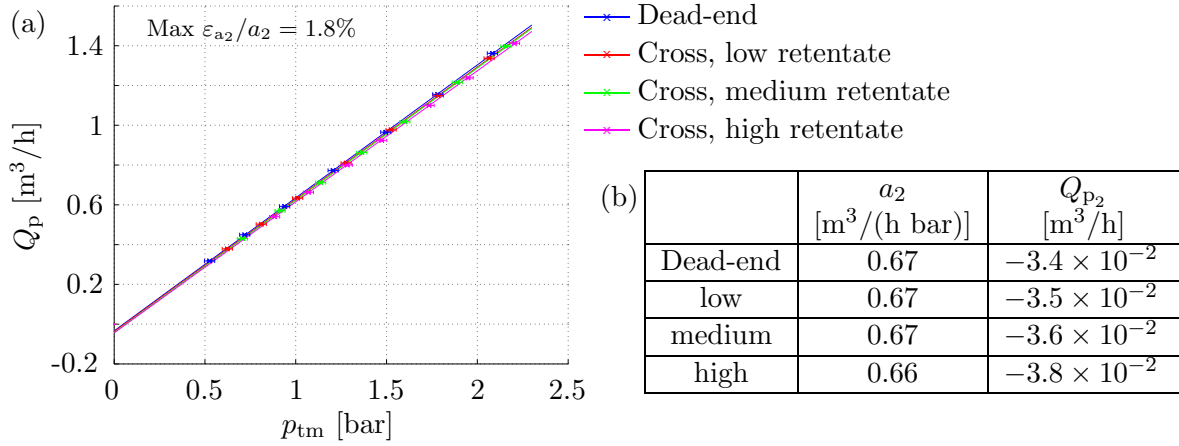 (a)
Max ε_a₂/a₂ = 1.8%
1.4
1
0.6
0.2
-0.2
Q_p [m³/h]
0 0.5 1 1.5 2 2.5
p_tm [bar]
Dead-end
Cross, low retentate
Cross, medium retentate
Cross, high retentate
(b)
a₂ Q_p₂
[m³/(h bar)] [m³/h]
Dead-end 0.67 −3.4 × 10⁻²
low 0.67 −3.5 × 10⁻²
medium 0.67 −3.6 × 10⁻²
high 0.66 −3.8 × 10⁻²